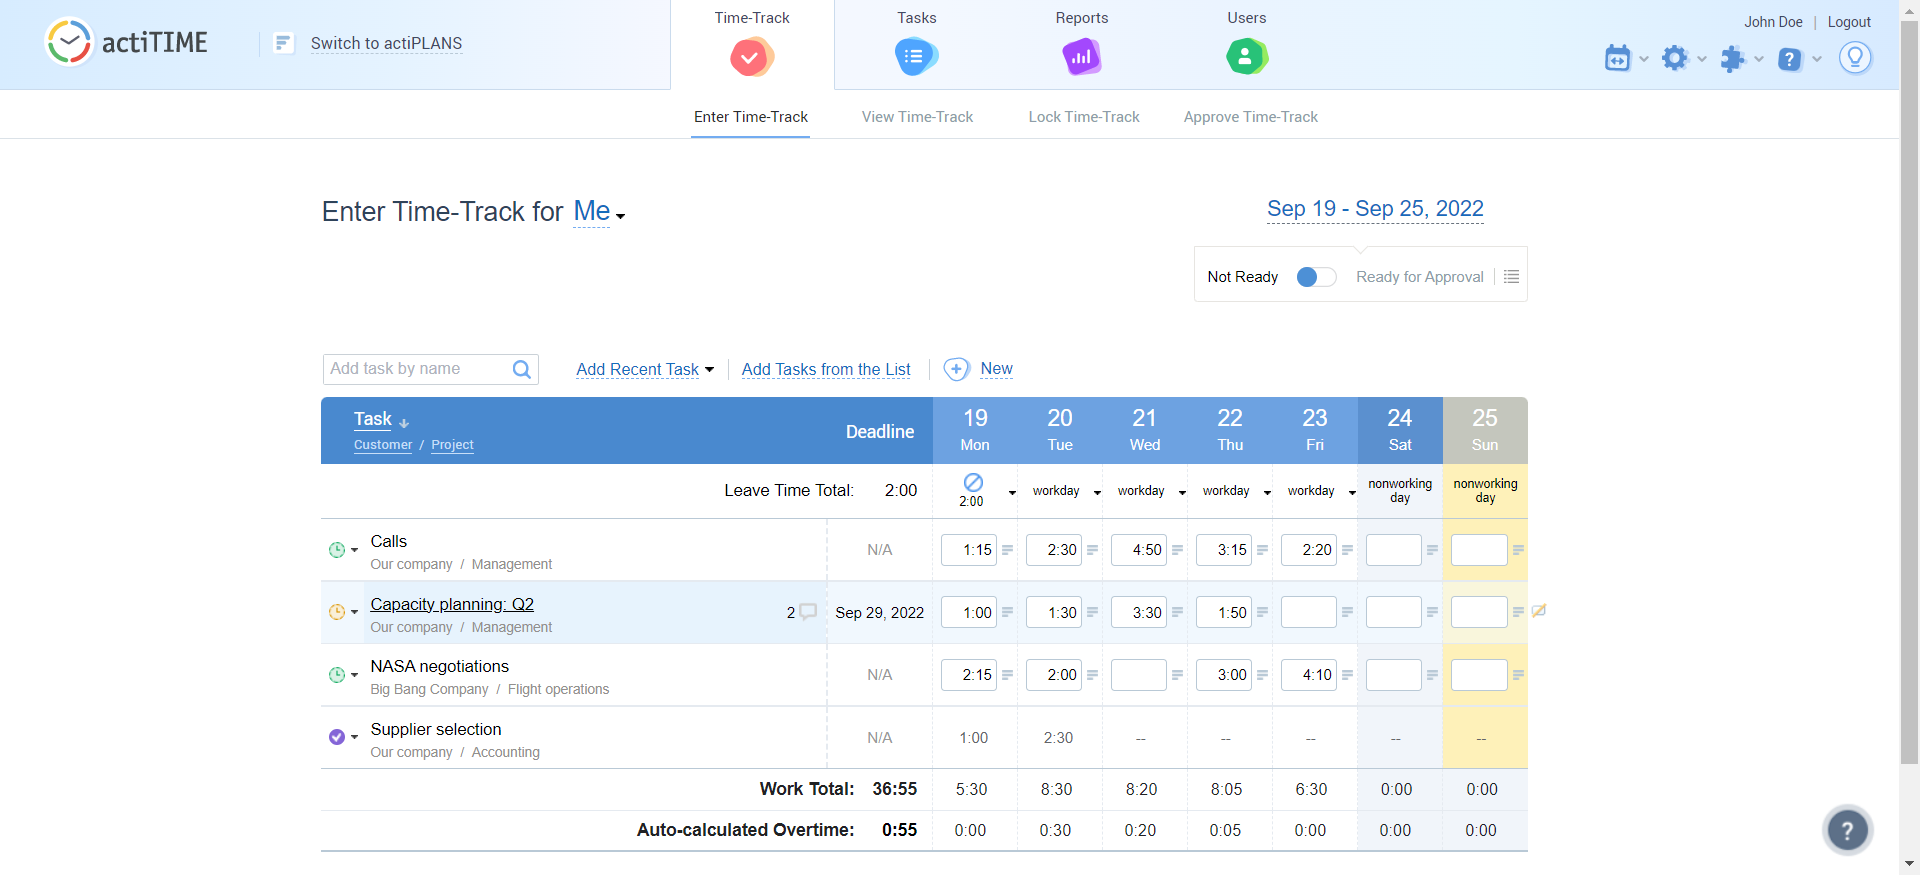 actiTIME
Switch to actiPLANS
Time-Track
Tasks
Reports
Users
John Doe | Logout
Enter Time-Track
View Time-Track
Lock Time-Track
Approve Time-Track
Enter Time-Track for Me
Sep 19 - Sep 25, 2022
Not Ready
Ready for Approval
Add task by name
Add Recent Task
Add Tasks from the List
New
Task
Customer / Project
Deadline
19 20 21 22 23 24 25
Mon Tue Wed Thu Fri Sat Sun
Leave Time Total: 2:00
2:00
workday
workday
workday
workday
nonworking
day
nonworking
day
Calls
Our company / Management
N/A
1:15 2:30 4:50 3:15 2:20
Capacity planning: Q2
Our company / Management
2
Sep 29, 2022
1:00 1:30 3:30 1:50
NASA negotiations
Big Bang Company / Flight operations
N/A
2:15 2:00 3:00 4:10
Supplier selection
Our company / Accounting
N/A
1:00 2:30 -- -- -- -- --
Work Total: 36:55 5:30 8:30 8:20 8:05 6:30 0:00 0:00
Auto-calculated Overtime: 0:55 0:00 0:30 0:20 0:05 0:00 0:00 0:00
?